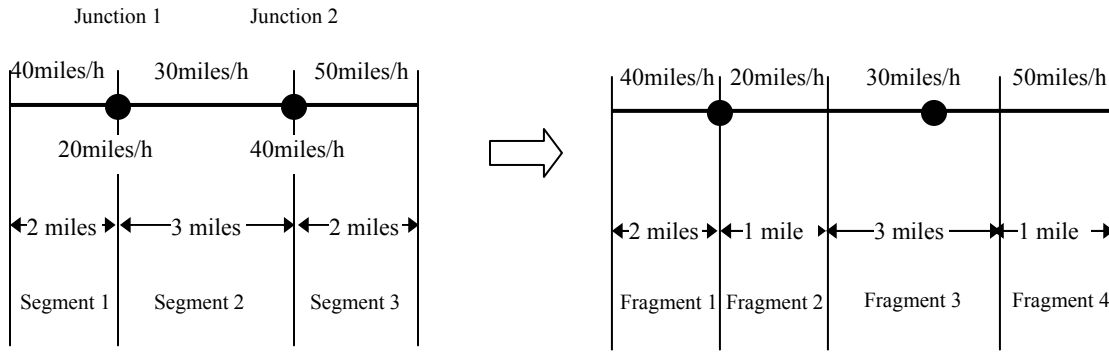 Junction 1 Junction 2
40miles/h 30miles/h 50miles/h
20miles/h 40miles/h
2 miles 3 miles 2 miles
Segment 1 Segment 2 Segment 3
40miles/h 20miles/h 30miles/h 50miles/h
2 miles 1 mile 3 miles 1 mile
Fragment 1 Fragment 2 Fragment 3 Fragment 4